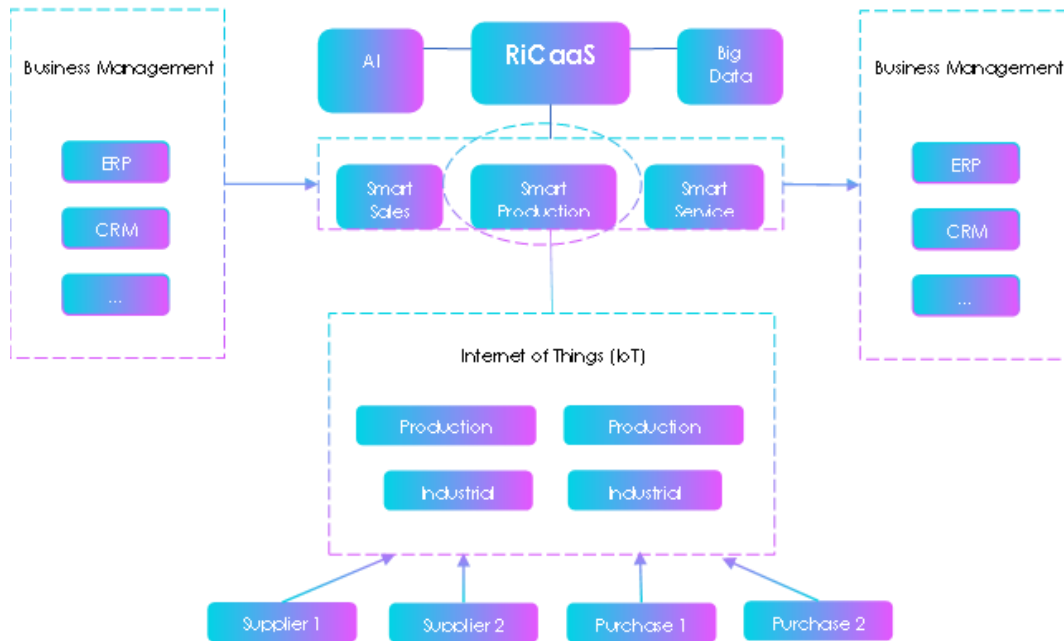 Business Management
ERP
CRM
...
AI
RiCaaS
Big
Data
Smart
Sales
Smart
Production
Smart
Service
Business Management
ERP
CRM
...
Internet of Things (IoT)
Production
Production
Industrial
Industrial
Supplier 1
Supplier 2
Purchase 1
Purchase 2